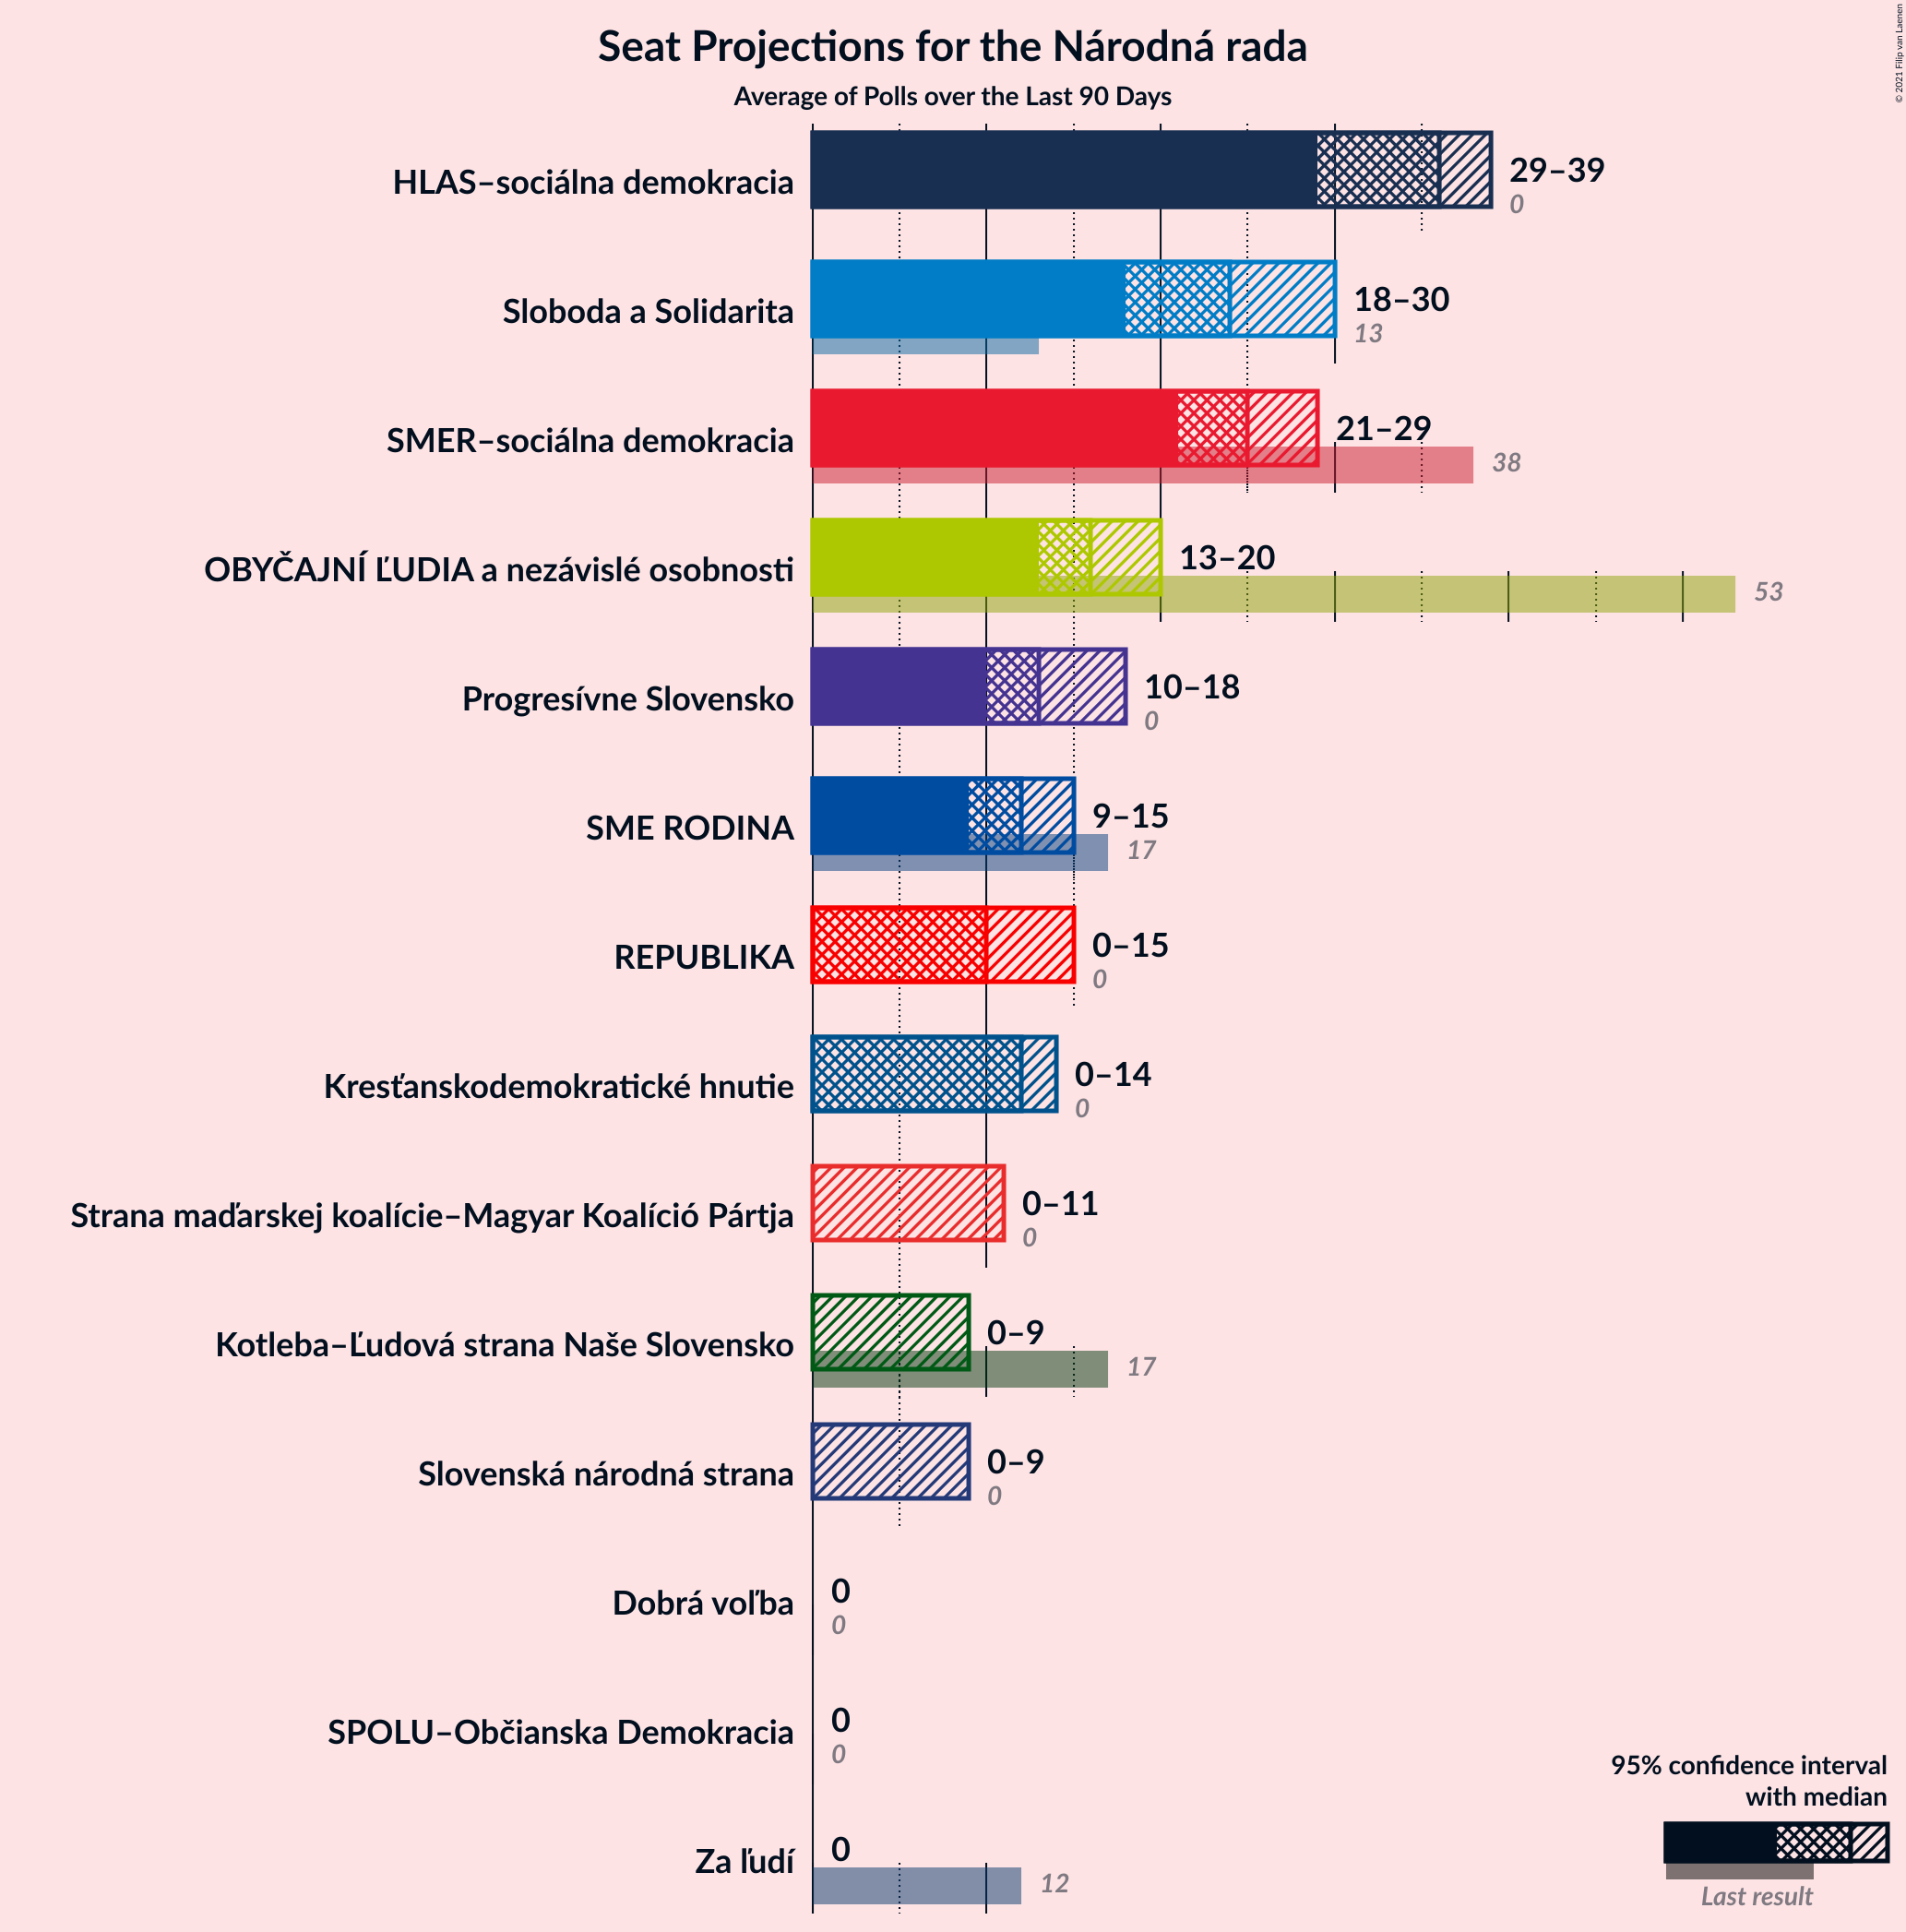 Seat Projections for the Národná rada
Average of Polls over the Last 90 Days
© 2021 Filip van Laenen
HLAS–sociálna demokracia
29–39
0
Sloboda a Solidarita
18–30
13
SMER–sociálna demokracia
21–29
38
OBYČAJNÍ ĽUDIA a nezávislé osobnosti
13–20
53
Progresívne Slovensko
10–18
0
SME RODINA
9–15
17
REPUBLIKA
0–15
0
Kresťanskodemokratické hnutie
0–14
0
Strana maďarskej koalície–Magyar Koalíció Pártja
0–11
0
Kotleba–Ľudová strana Naše Slovensko
0–9
17
Slovenská národná strana
0–9
0
Dobrá voľba
0
0
SPOLU–Občianska Demokracia
0
0
Za ľudí
0
12
95% confidence interval
with median
Last result